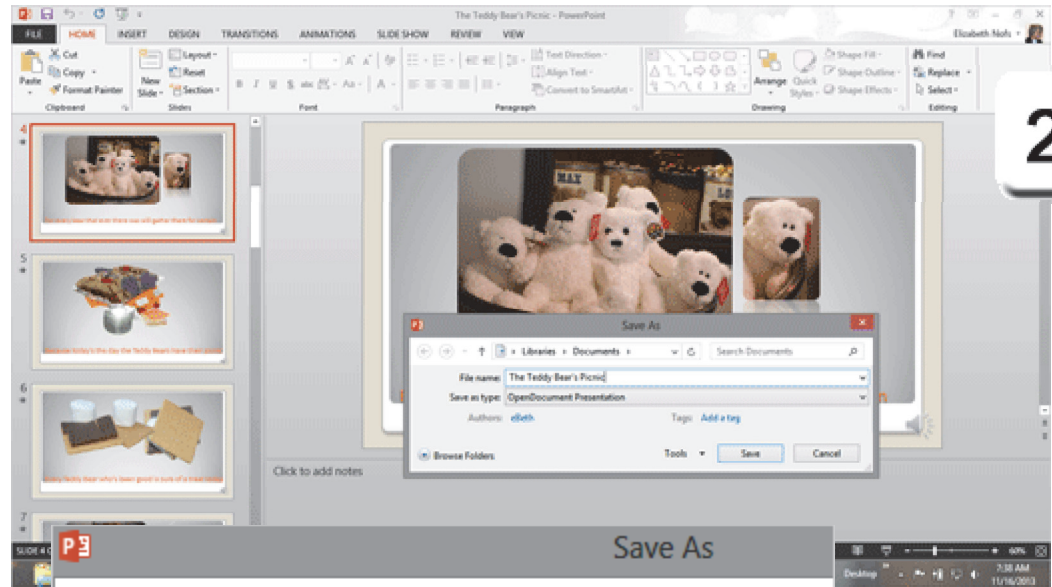 The Teddy Bear's Picnic - PowerPoint
FILE HOME INSERT DESIGN TRANSITIONS ANIMATIONS SLIDE SHOW REVIEW VIEW Elizabeth Nofs
Paste
Cut
Copy
Format Painter
Clipboard
New Slide
Layout
Reset
Section
Slides
Font
Text Direction
Align Text
Convert to SmartArt
Paragraph
Arrange
Quick Styles
Shape Fill
Shape Outline
Shape Effects
Drawing
Find
Replace
Select
Editing
2
4
5
6
7
MAX
Save As
Libraries Documents
Search Documents
File name: The Teddy Bear's Picnic
Save as type: OpenDocument Presentation
Authors: eBeth
Tags: Add a tag
Browse Folders
Tools
Save
Cancel
Click to add notes
Save As
SLIDE 4
60%
Desktop
7:38 AM
11/16/2013